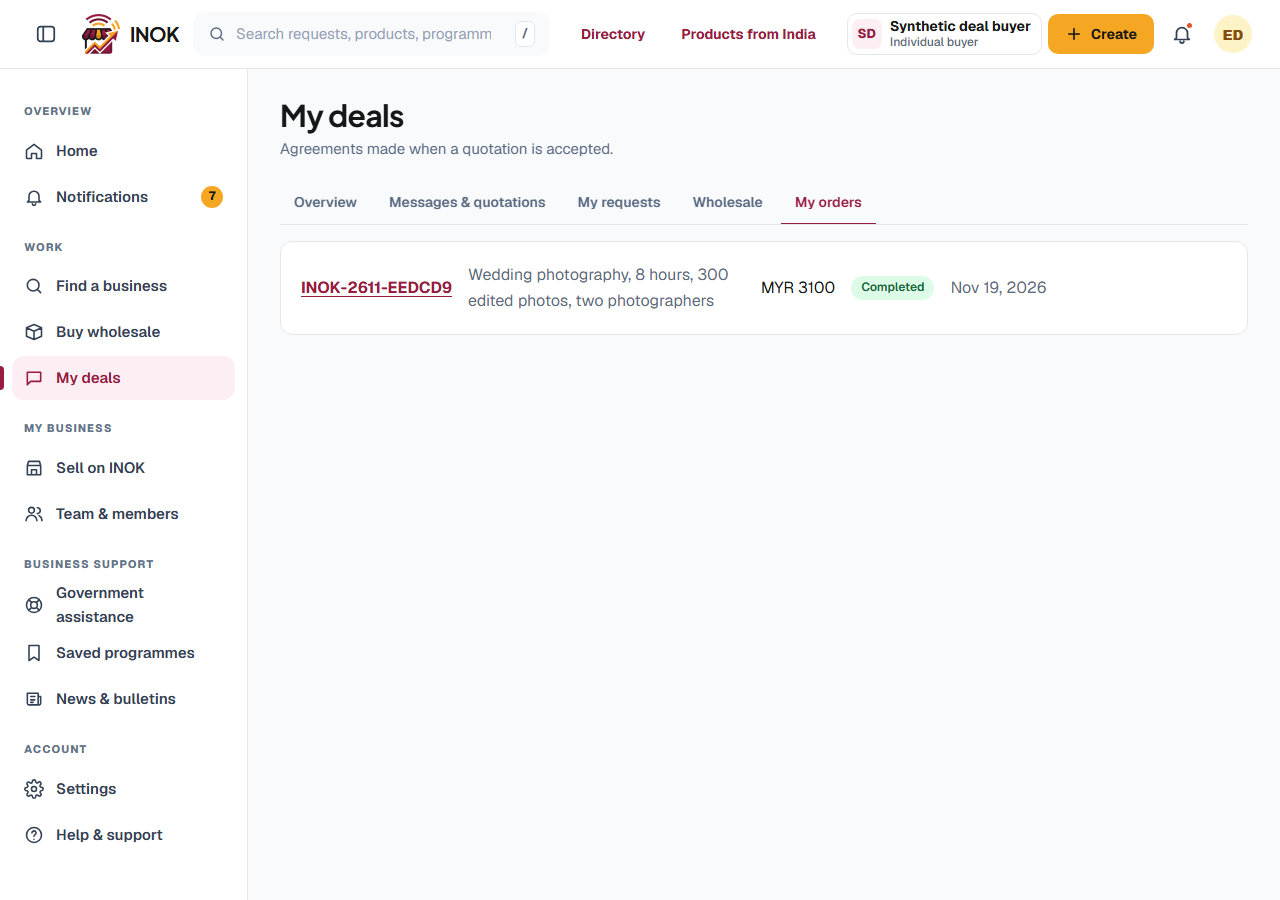 INOK
Search requests, products, programm
/
Directory
Products from India
SD
Synthetic deal buyer
Individual buyer
Create
ED
OVERVIEW
Home
Notifications
7
WORK
Find a business
Buy wholesale
My deals
MY BUSINESS
Sell on INOK
Team & members
BUSINESS SUPPORT
Government
assistance
Saved programmes
News & bulletins
ACCOUNT
Settings
Help & support
My deals
Agreements made when a quotation is accepted.
Overview
Messages & quotations
My requests
Wholesale
My orders
INOK-2611-EEDCD9
Wedding photography, 8 hours, 300
edited photos, two photographers
MYR 3100
Completed
Nov 19, 2026